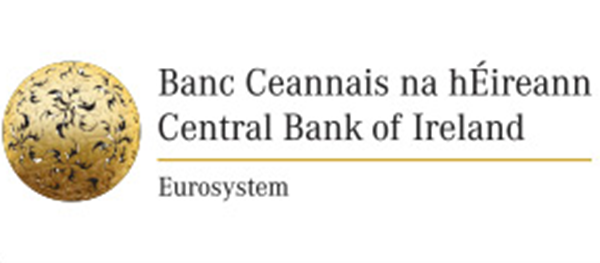 Banc Ceannais na hÉireann
Central Bank of Ireland
Eurosystem